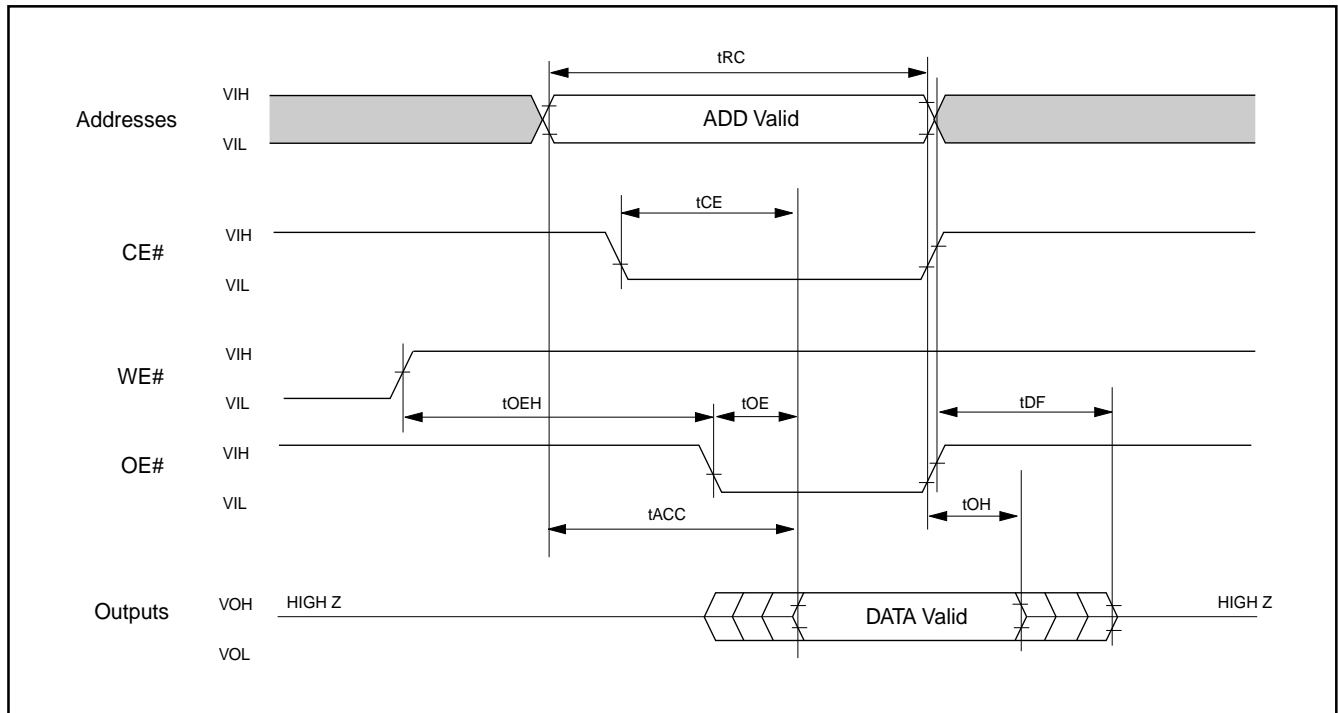 tRC
VIH
Addresses
ADD Valid
VIL
tCE
VIH
CE#
VIL
VIH
WE#
VIL
tOEH
tOE
tDF
VIH
OE#
VIL
tACC
tOH
VOH
HIGH Z
HIGH Z
Outputs
DATA Valid
VOL